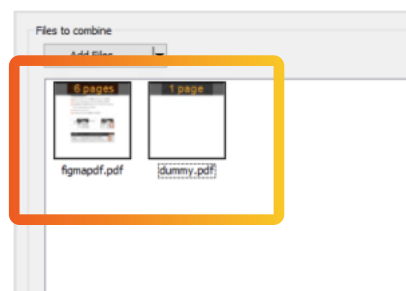 Files to combine
Add Files
6 pages
1 page
figmapdf.pdf
dummy.pdf